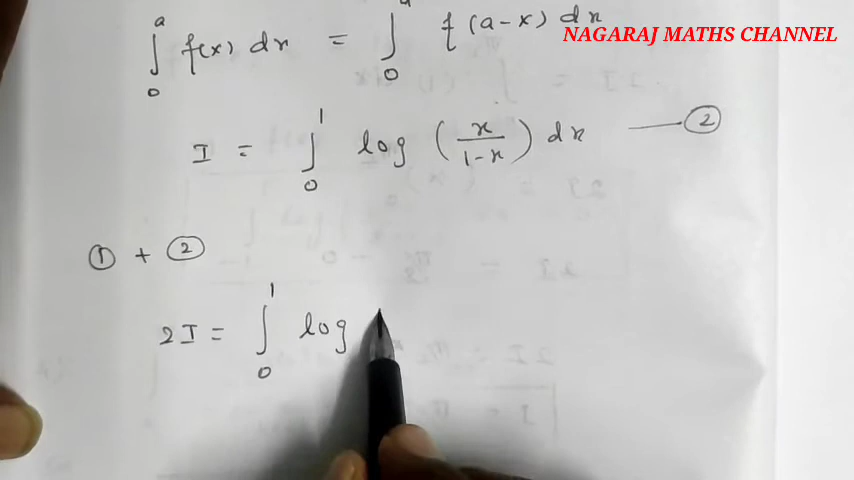 ∫₀ᵃ f(x) dx = ∫₀ᵃ f(a-x) dx
NAGARAJ MATHS CHANNEL
I = ∫₀¹ log (x/(1-x)) dx — ②
① + ②
2I = ∫₀¹ log